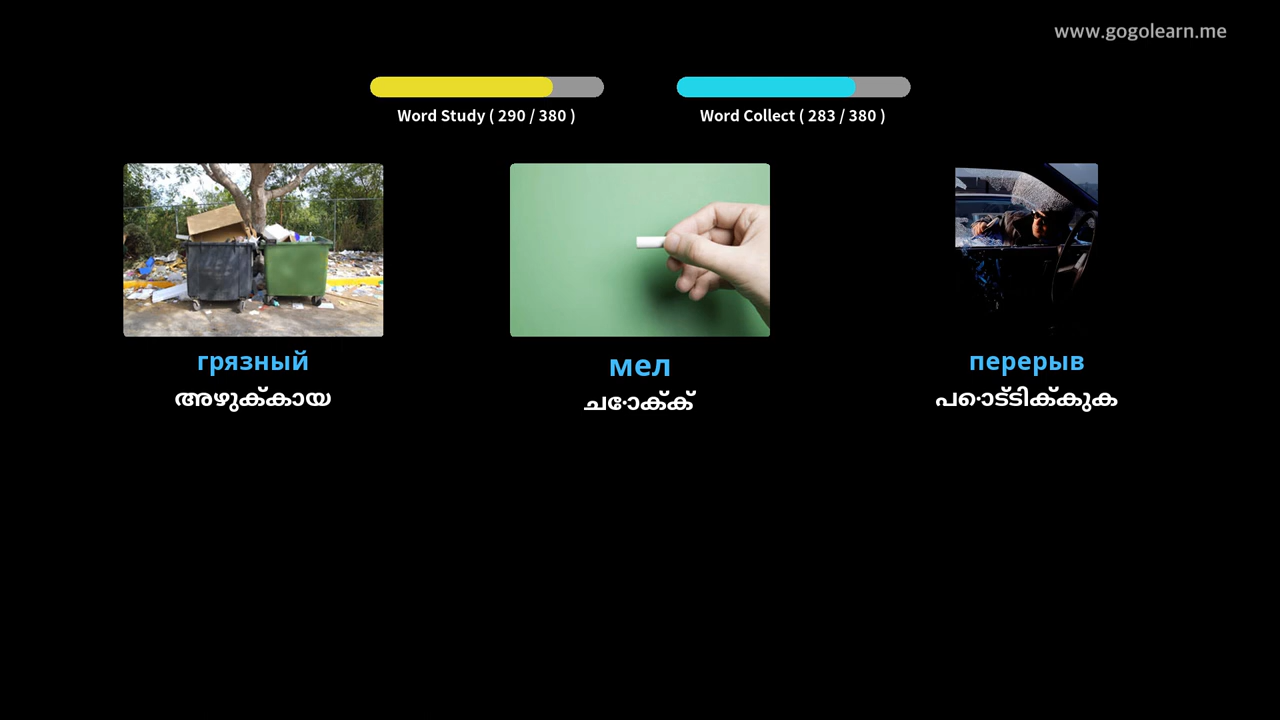 www.gogolearn.me
Word Study ( 290 / 380 )
Word Collect ( 283 / 380 )
грязный
мел
перерыв
അഴുക്കായ
ചോക്ക്
പൊട്ടിക്കുക